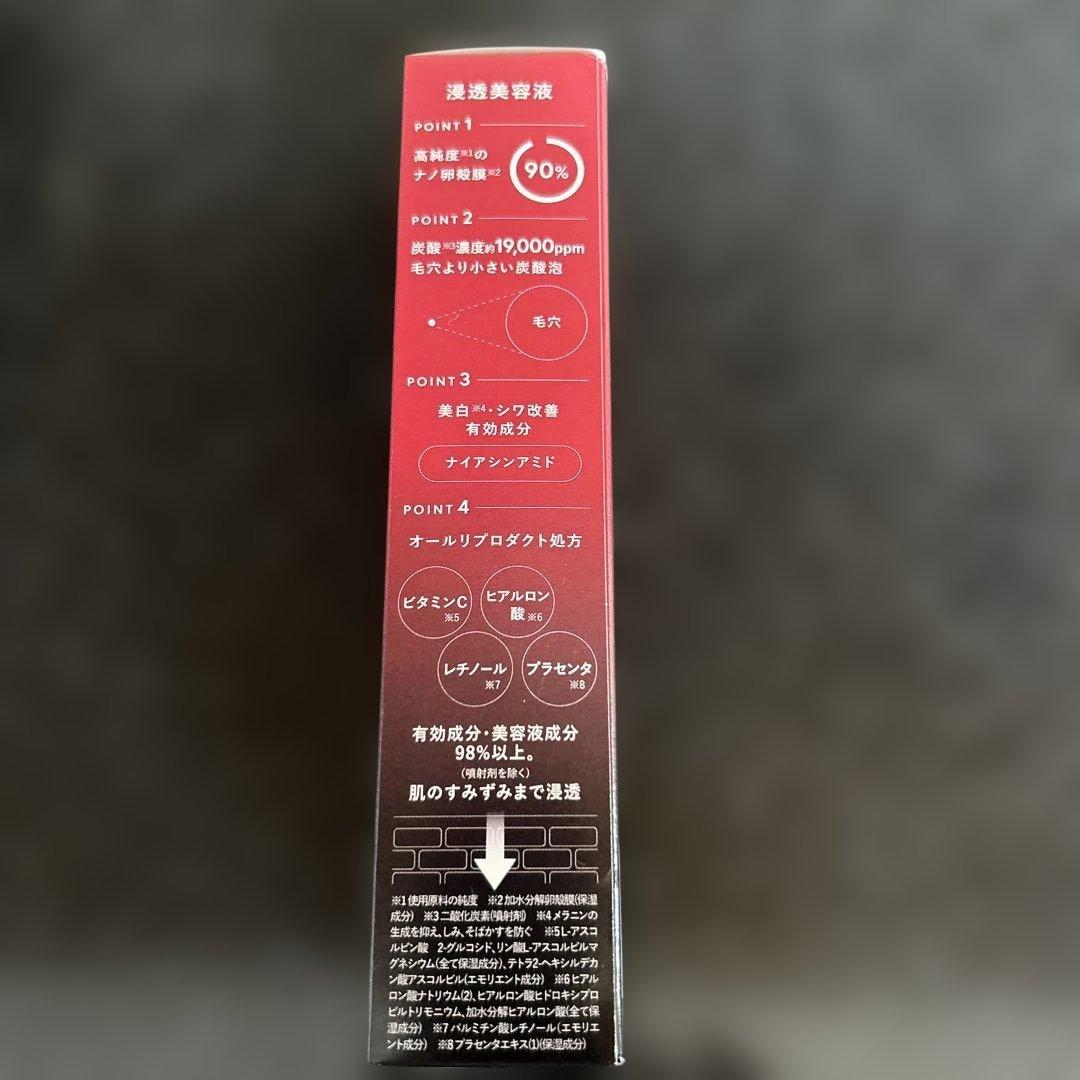 浸透美容液
POINT 1
高純度※1の
ナノ卵殻膜※2
90%
POINT 2
炭酸※3濃度約19,000ppm
毛穴より小さい炭酸泡
毛穴
POINT 3
美白※4・シワ改善
有効成分
ナイアシンアミド
POINT 4
オールリプロダクト処方
ビタミンC
※5
ヒアルロン
酸※6
レチノール
※7
プラセンタ
※8
有効成分・美容液成分
98%以上。
(噴射剤を除く)
肌のすみずみまで浸透
※1 使用原料の純度 ※2 加水分解卵殻膜(保湿
成分) ※3 二酸化炭素(噴射剤) ※4 メラニンの
生成を抑え、しみ、そばかすを防ぐ ※5 L-アスコ
ルビン酸 2-グルコシド、リン酸L-アスコルビルマ
グネシウム(全て保湿成分)、テトラ2-ヘキシルデカ
ン酸アスコルビル(エモリエント成分) ※6 ヒアル
ロン酸ナトリウム(2)、ヒアルロン酸ヒドロキシプロ
ピルトリモニウム、加水分解ヒアルロン酸(全て保
湿成分) ※7 パルミチン酸レチノール(エモリエ
ント成分) ※8 プラセンタエキス(1)(保湿成分)